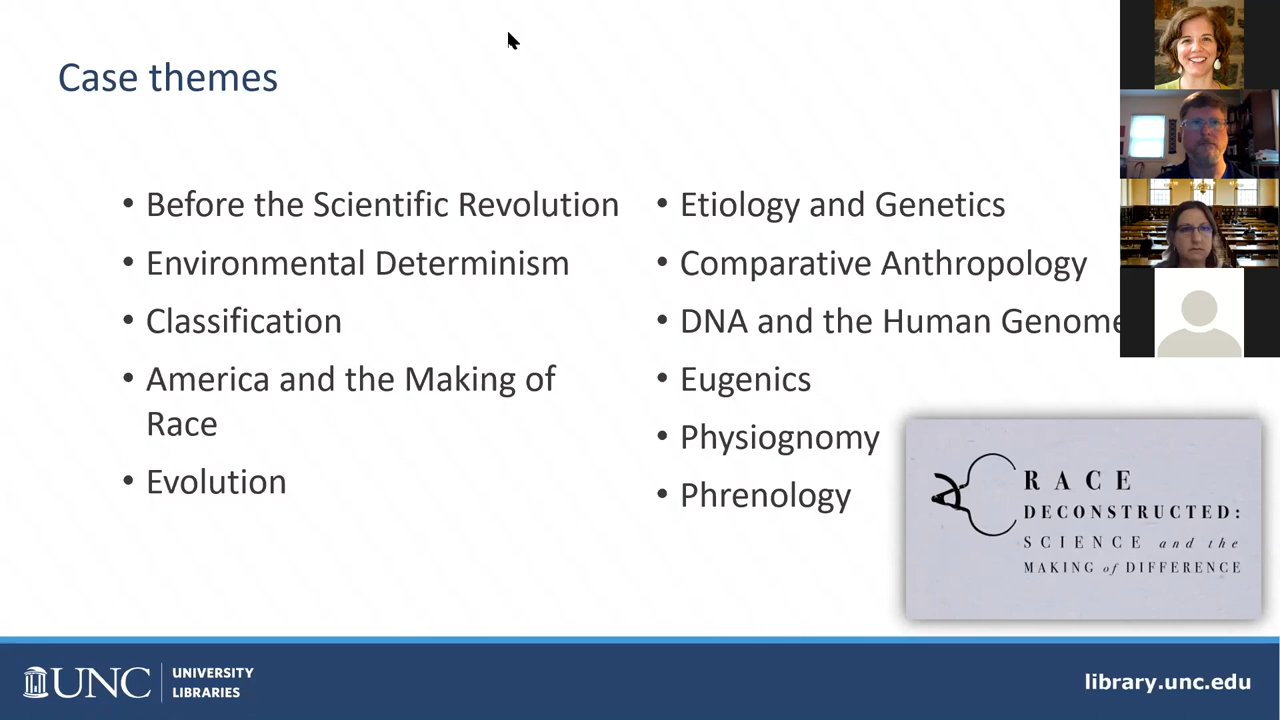 Case themes
• Before the Scientific Revolution
• Environmental Determinism
• Classification
• America and the Making of
Race
• Evolution
• Etiology and Genetics
• Comparative Anthropology
• DNA and the Human Genome
• Eugenics
• Physiognomy
• Phrenology
RACE
DECONSTRUCTED:
SCIENCE and the
MAKING of DIFFERENCE
UNC
UNIVERSITY
LIBRARIES
library.unc.edu